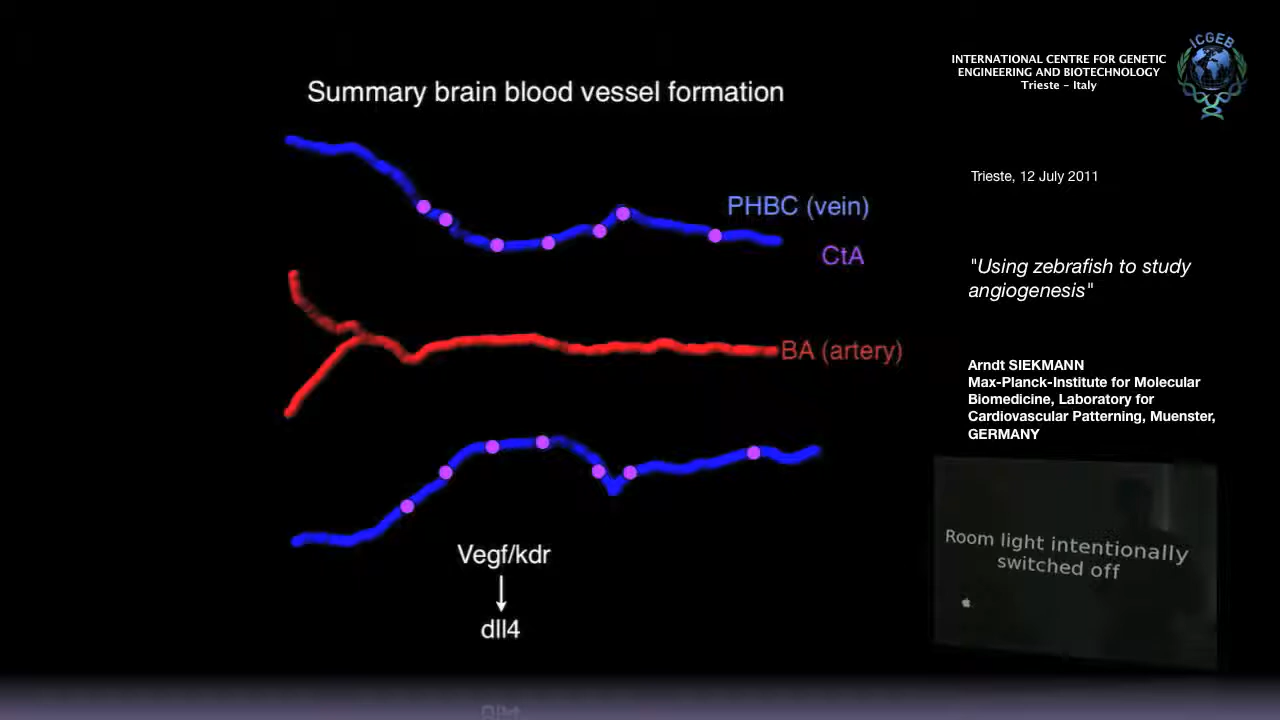 Summary brain blood vessel formation
PHBC (vein)
CtA
BA (artery)
Vegf/kdr
dll4
INTERNATIONAL CENTRE FOR GENETIC
ENGINEERING AND BIOTECHNOLOGY
Trieste - Italy
ICGEB
Trieste, 12 July 2011
"Using zebrafish to study
angiogenesis"
Arndt SIEKMANN
Max-Planck-Institute for Molecular
Biomedicine, Laboratory for
Cardiovascular Patterning, Muenster,
GERMANY
Room light intentionally
switched off